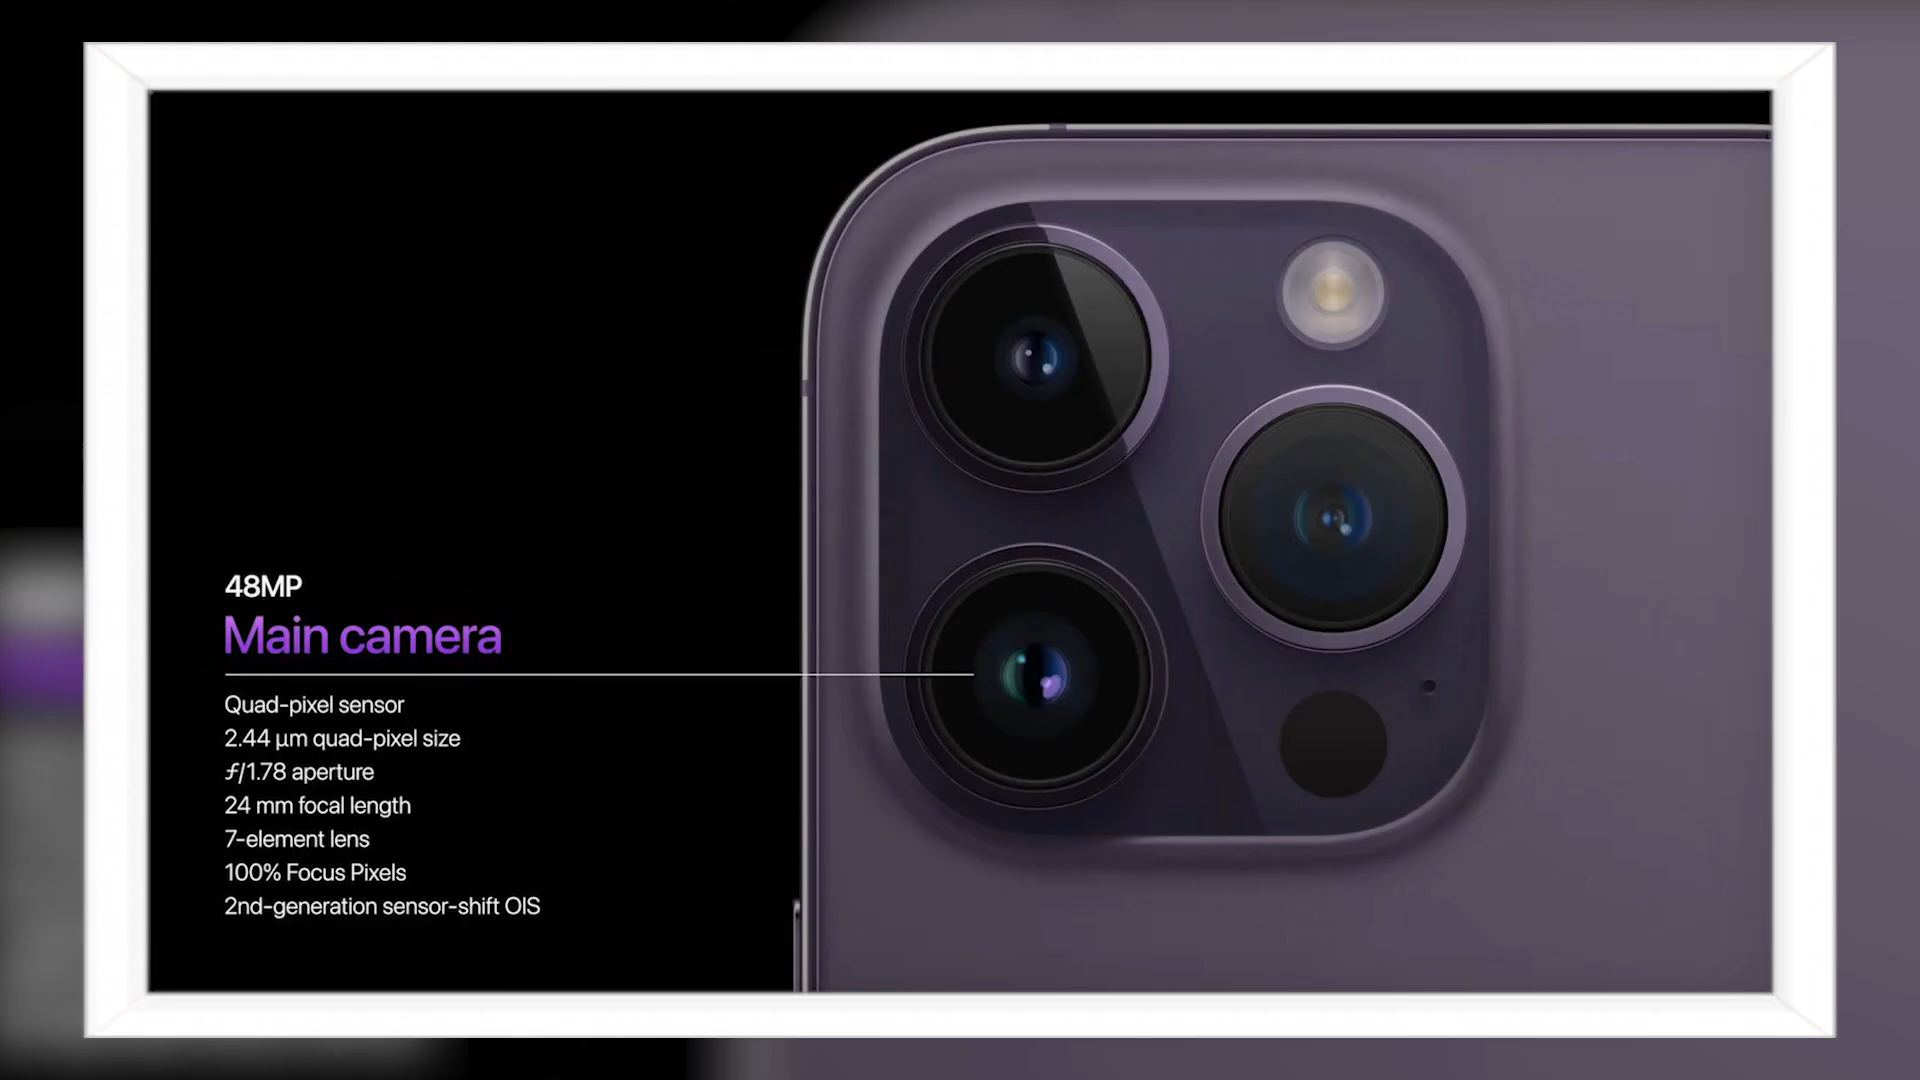 48MP
Main camera
Quad-pixel sensor
2.44 µm quad-pixel size
ƒ/1.78 aperture
24 mm focal length
7-element lens
100% Focus Pixels
2nd-generation sensor-shift OIS